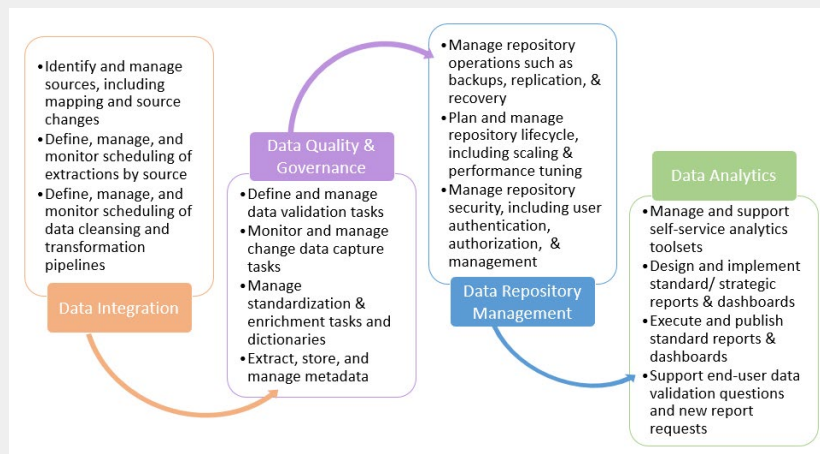 •Identify and manage
sources, including
mapping and source
changes
•Define, manage, and
monitor scheduling of
extractions by source
•Define, manage, and
monitor scheduling of
data cleansing and
transformation
pipelines
Data Integration
Data Quality &
Governance
•Define and manage
data validation tasks
•Monitor and manage
change data capture
tasks
•Manage
standardization &
enrichment tasks and
dictionaries
•Extract, store, and
manage metadata
•Manage repository
operations such as
backups, replication, &
recovery
•Plan and manage
repository lifecycle,
including scaling &
performance tuning
•Manage repository
security, including user
authentication,
authorization, &
management
Data Repository
Management
Data Analytics
•Manage and support
self-service analytics
toolsets
•Design and implement
standard/ strategic
reports & dashboards
•Execute and publish
standard reports &
dashboards
•Support end-user data
validation questions
and new report
requests